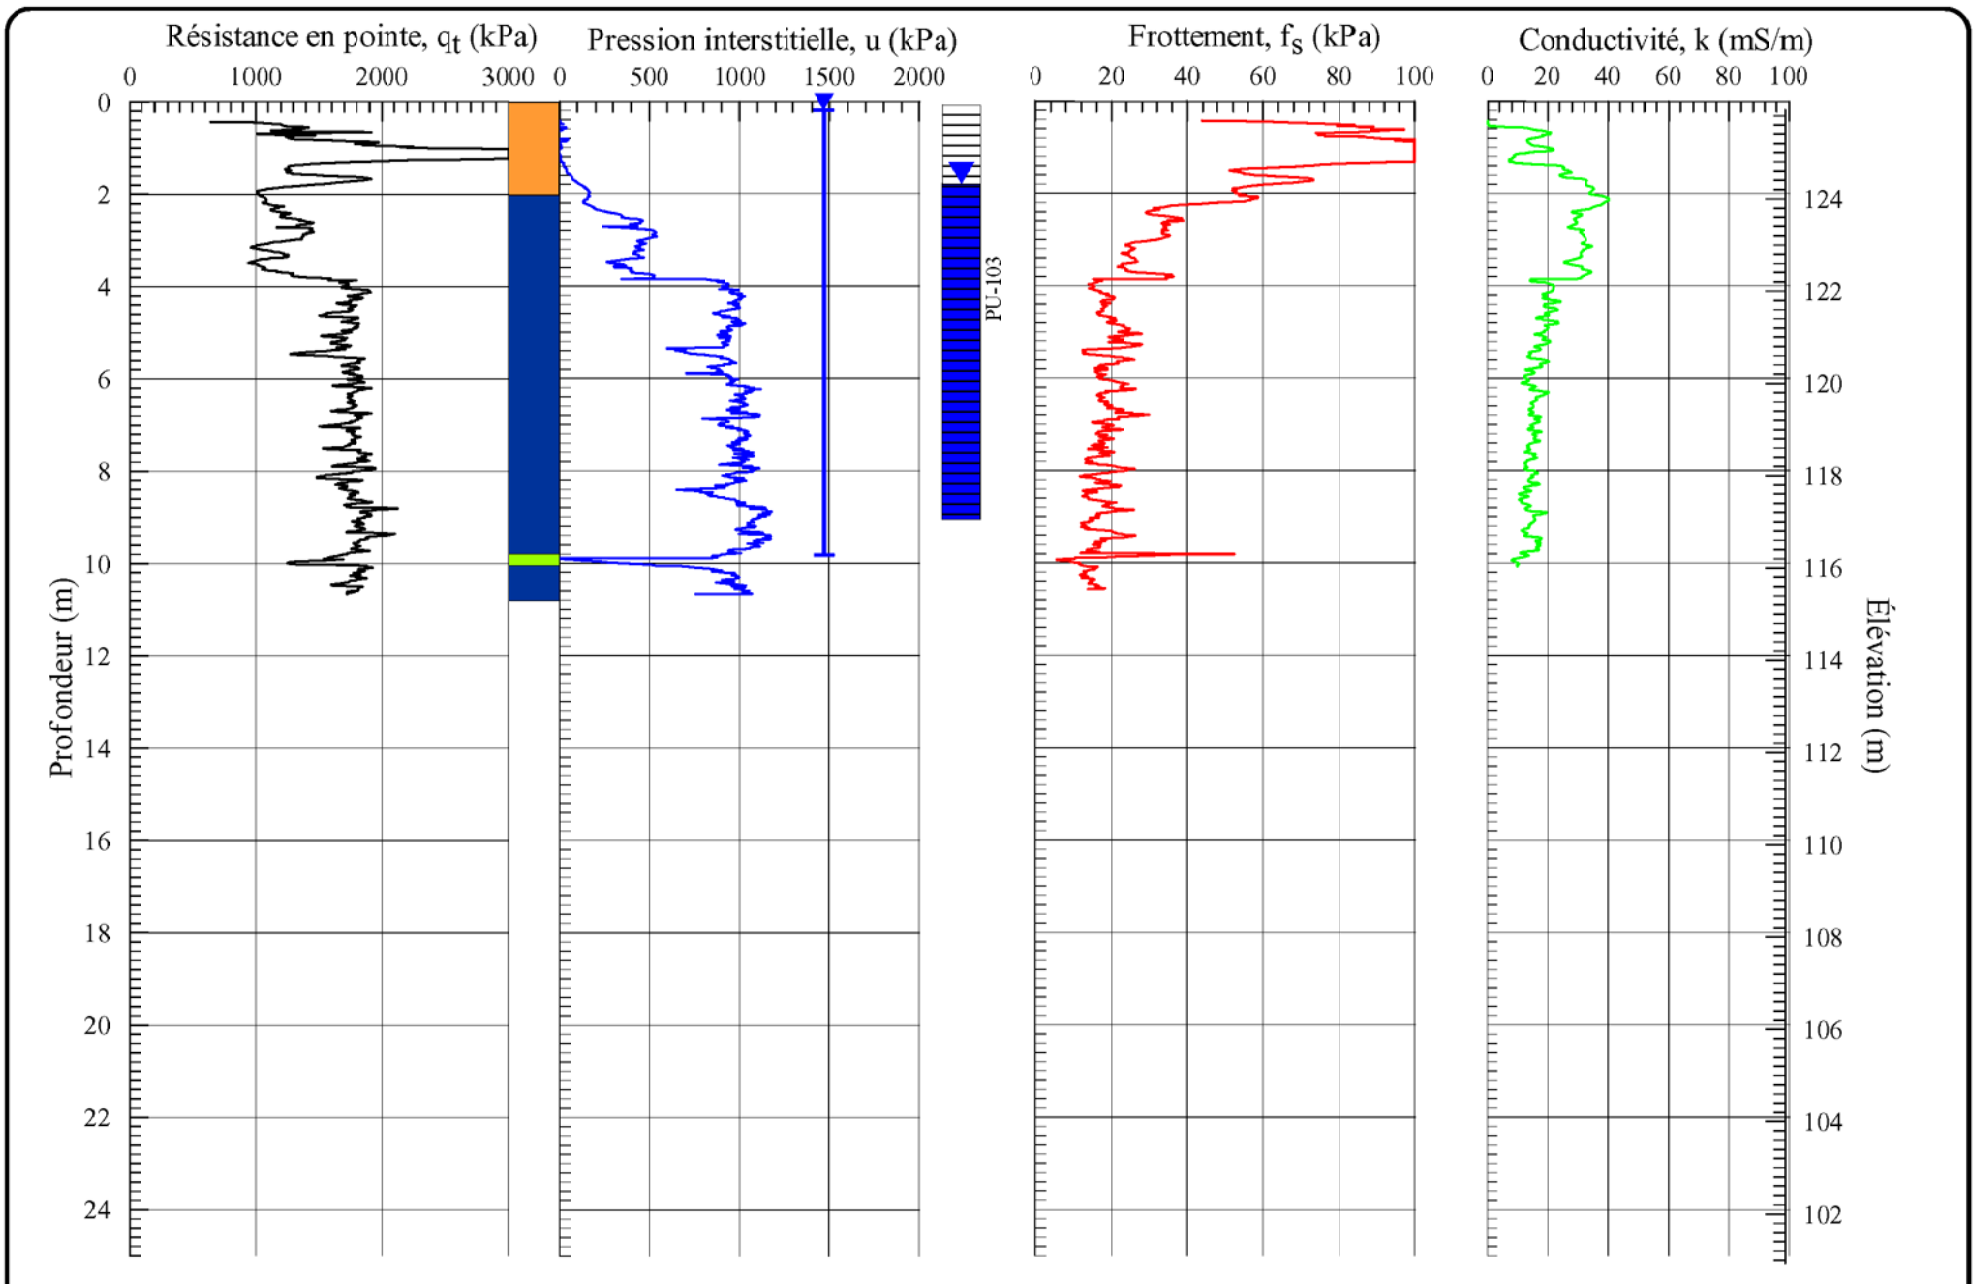 Résistance en pointe, qt (kPa) Pression interstitielle, u (kPa) Frottement, fs (kPa) Conductivité, k (mS/m)
0 1000 2000 3000 0 500 1000 1500 2000 0 20 40 60 80 100 0 20 40 60 80 100
0
2 124
PU-103
4 122
6 120
8 118
10 116
Profondeur (m)
Élévation (m)
12 114
14 112
16 110
18 108
20 106
22 104
24 102